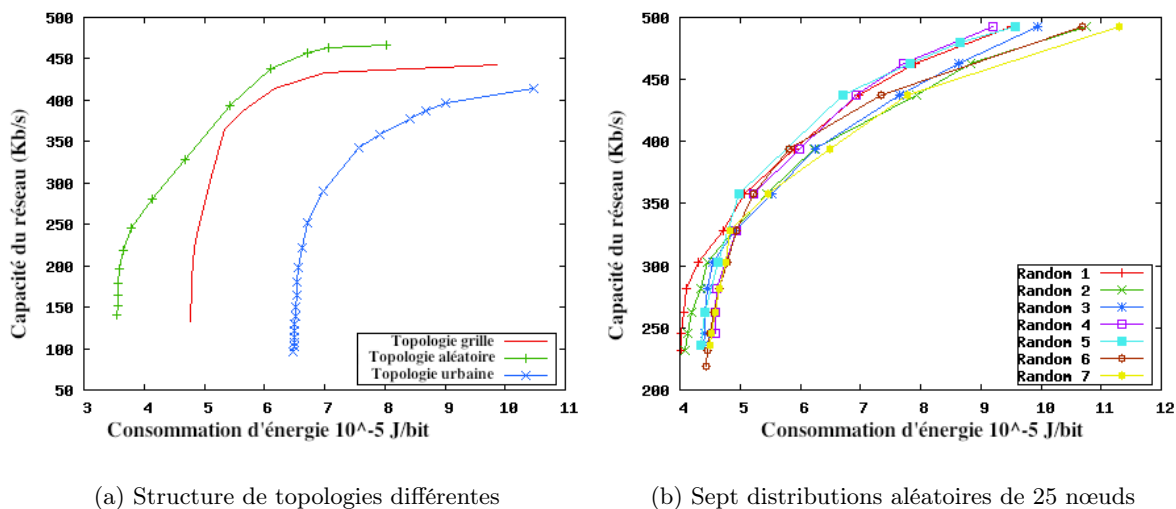 500
450
400
350
300
250
200
150
100
50
3
4
5
6
7
8
9
10
11
Capacité du réseau (Kb/s)
Consommation d'énergie 10^-5 J/bit
Topologie grille
Topologie aléatoire
Topologie urbaine
(a) Structure de topologies différentes
500
450
400
350
300
250
200
4
5
6
7
8
9
10
11
12
Capacité du réseau (Kb/s)
Consommation d'énergie 10^-5 J/bit
Random 1
Random 2
Random 3
Random 4
Random 5
Random 6
Random 7
(b) Sept distributions aléatoires de 25 nœuds